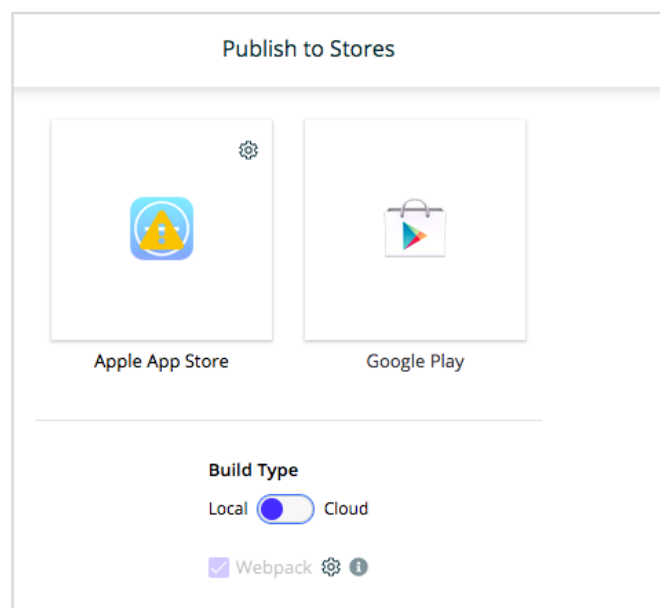 Publish to Stores
Apple App Store
Google Play
Build Type
Local Cloud
Webpack